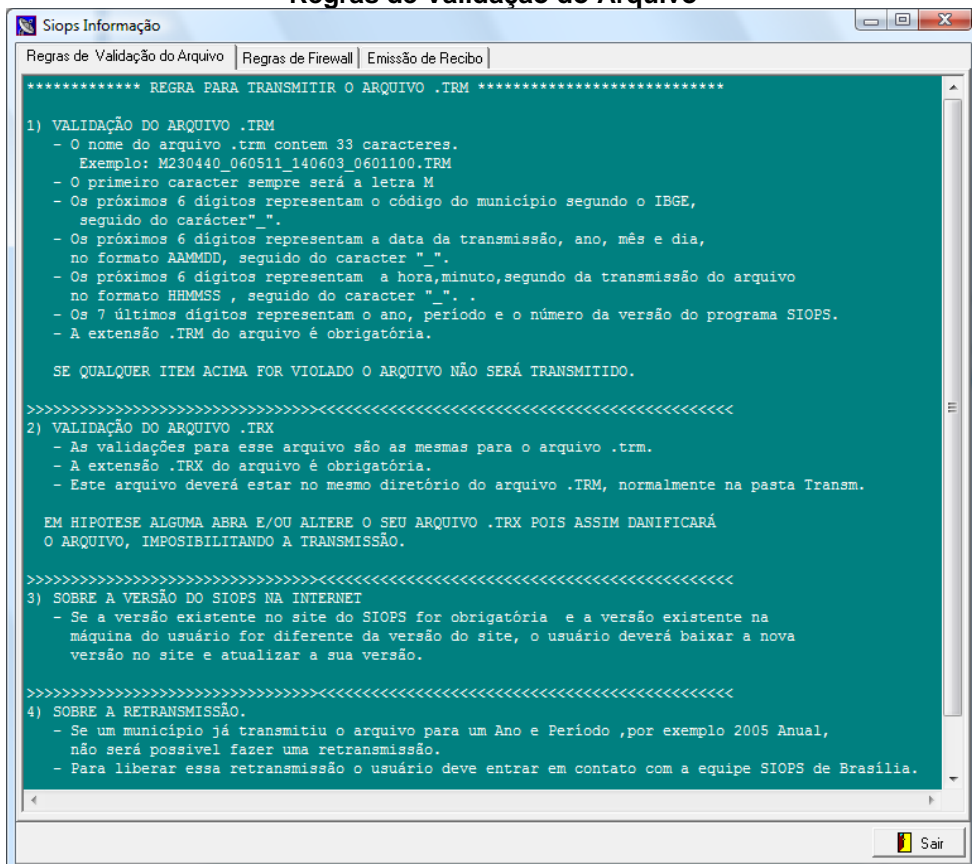 Regras de Validação do Arquivo
Siops Informação
Regras de Validação do Arquivo Regras de Firewall Emissão de Recibo
************* REGRA PARA TRANSMITIR O ARQUIVO .TRM ****************************
1) VALIDAÇÃO DO ARQUIVO .TRM
- O nome do arquivo .trm contem 33 caracteres.
Exemplo: M230440_060511_140603_0601100.TRM
- O primeiro caracter sempre será a letra M
- Os próximos 6 dígitos representam o código do município segundo o IBGE,
seguido do carácter"_".
- Os próximos 6 dígitos representam a data da transmissão, ano, mês e dia,
no formato AAMMDD, seguido do caracter "_".
- Os próximos 6 dígitos representam  a hora,minuto,segundo da transmissão do arquivo
no formato HHMMSS , seguido do caracter "_". .
- Os 7 últimos dígitos representam o ano, período e o número da versão do programa SIOPS.
- A extensão .TRM do arquivo é obrigatória.
SE QUALQUER ITEM ACIMA FOR VIOLADO O ARQUIVO NÃO SERÁ TRANSMITIDO.
>>>>>>>>>>>>>>>>>>>>>>>>>>>>>>>>><<<<<<<<<<<<<<<<<<<<<<<<<<<<<<<<<<<<<<<<<<<<<<<
2) VALIDAÇÃO DO ARQUIVO .TRX
- As validações para esse arquivo são as mesmas para o arquivo .trm.
- A extensão .TRX do arquivo é obrigatória.
- Este arquivo deverá estar no mesmo diretório do arquivo .TRM, normalmente na pasta Transm.
EM HIPOTESE ALGUMA ABRA E/OU ALTERE O SEU ARQUIVO .TRX POIS ASSIM DANIFICARÁ
O ARQUIVO, IMPOSIBILITANDO A TRANSMISSÃO.
>>>>>>>>>>>>>>>>>>>>>>>>>>>>>>>>><<<<<<<<<<<<<<<<<<<<<<<<<<<<<<<<<<<<<<<<<<<<<<<
3) SOBRE A VERSÃO DO SIOPS NA INTERNET
- Se a versão existente no site do SIOPS for obrigatória  e a versão existente na
máquina do usuário for diferente da versão do site, o usuário deverá baixar a nova
versão no site e atualizar a sua versão.
>>>>>>>>>>>>>>>>>>>>>>>>>>>>>>>>><<<<<<<<<<<<<<<<<<<<<<<<<<<<<<<<<<<<<<<<<<<<<<<
4) SOBRE A RETRANSMISSÃO.
- Se um município já transmitiu o arquivo para um Ano e Período ,por exemplo 2005 Anual,
não será possivel fazer uma retransmissão.
- Para liberar essa retransmissão o usuário deve entrar em contato com a equipe SIOPS de Brasília.
Sair